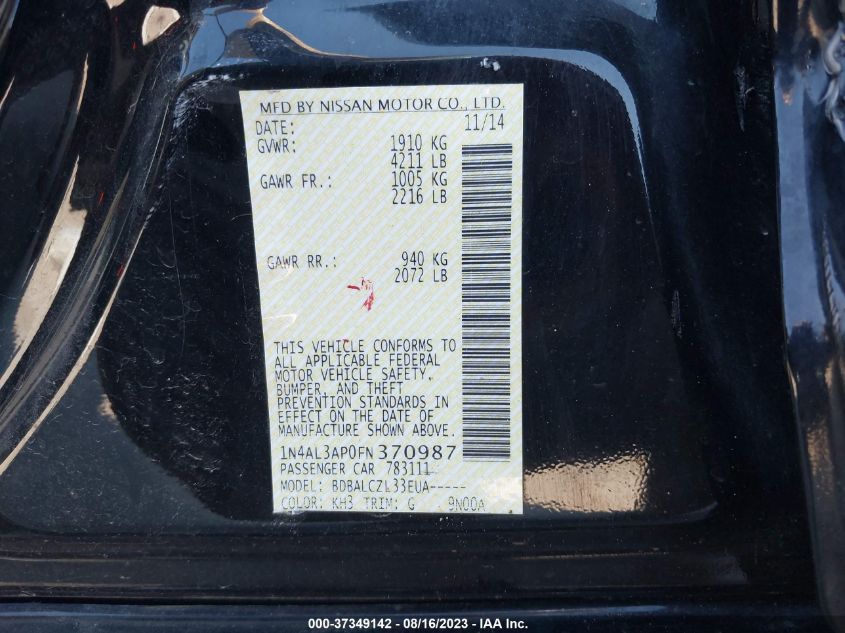 MFD BY NISSAN MOTOR CO., LTD.
DATE: 11/14
GVWR: 1910 KG
4211 LB
GAWR FR.: 1005 KG
2216 LB
GAWR RR.: 940 KG
2072 LB
THIS VEHICLE CONFORMS TO
ALL APPLICABLE FEDERAL
MOTOR VEHICLE SAFETY,
BUMPER, AND THEFT
PREVENTION STANDARDS IN
EFFECT ON THE DATE OF
MANUFACTURE SHOWN ABOVE.
1N4AL3AP0FN370987
PASSENGER CAR 783111
MODEL: BDBALCZL33EUA-----
COLOR: KH3 TRIM: G 9N00A
000-37349142 - 08/16/2023 - IAA Inc.